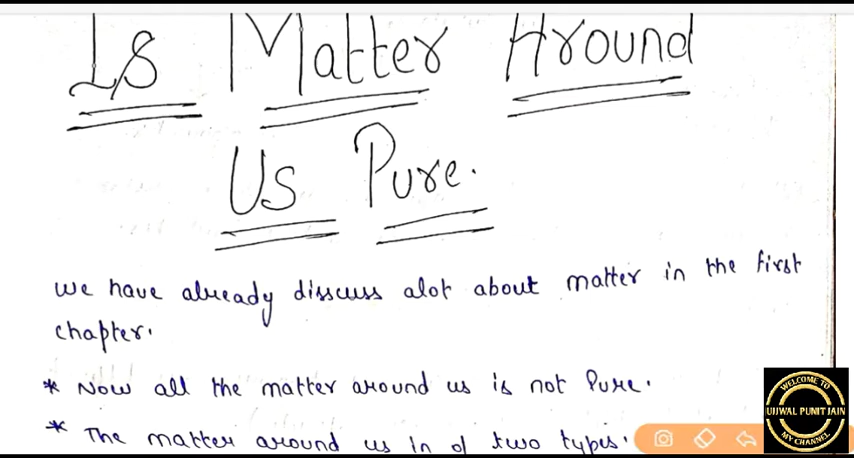 Is Matter Around
Us Pure.
we have already disscuss alot about matter in the first
chapter.
* Now all the matter around us is not Pure.
* The matter around us in of two types.
WELCOME TO
UJJWAL PUNIT JAIN
MY CHANNEL